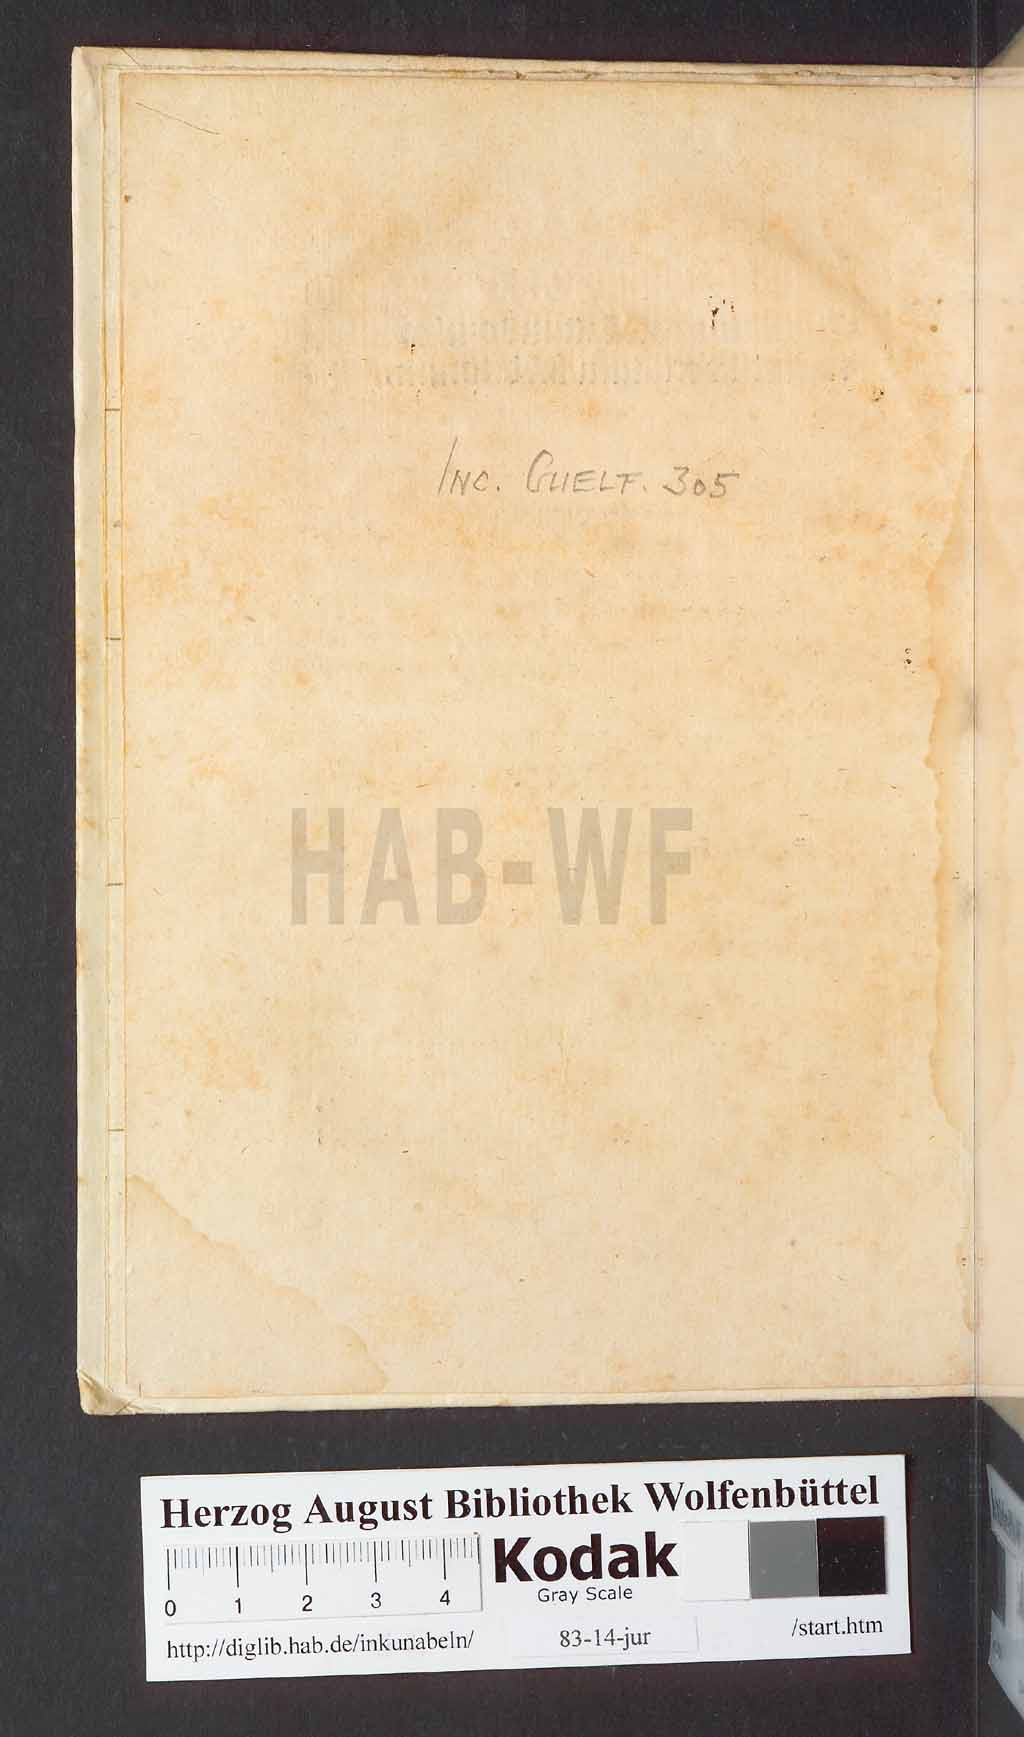 INC. GUELF. 305
HAB-WF
Herzog August Bibliothek Wolfenbüttel
0 1 2 3 4
Kodak
Gray Scale
http://diglib.hab.de/inkunabeln/
83-14-jur
/start.htm